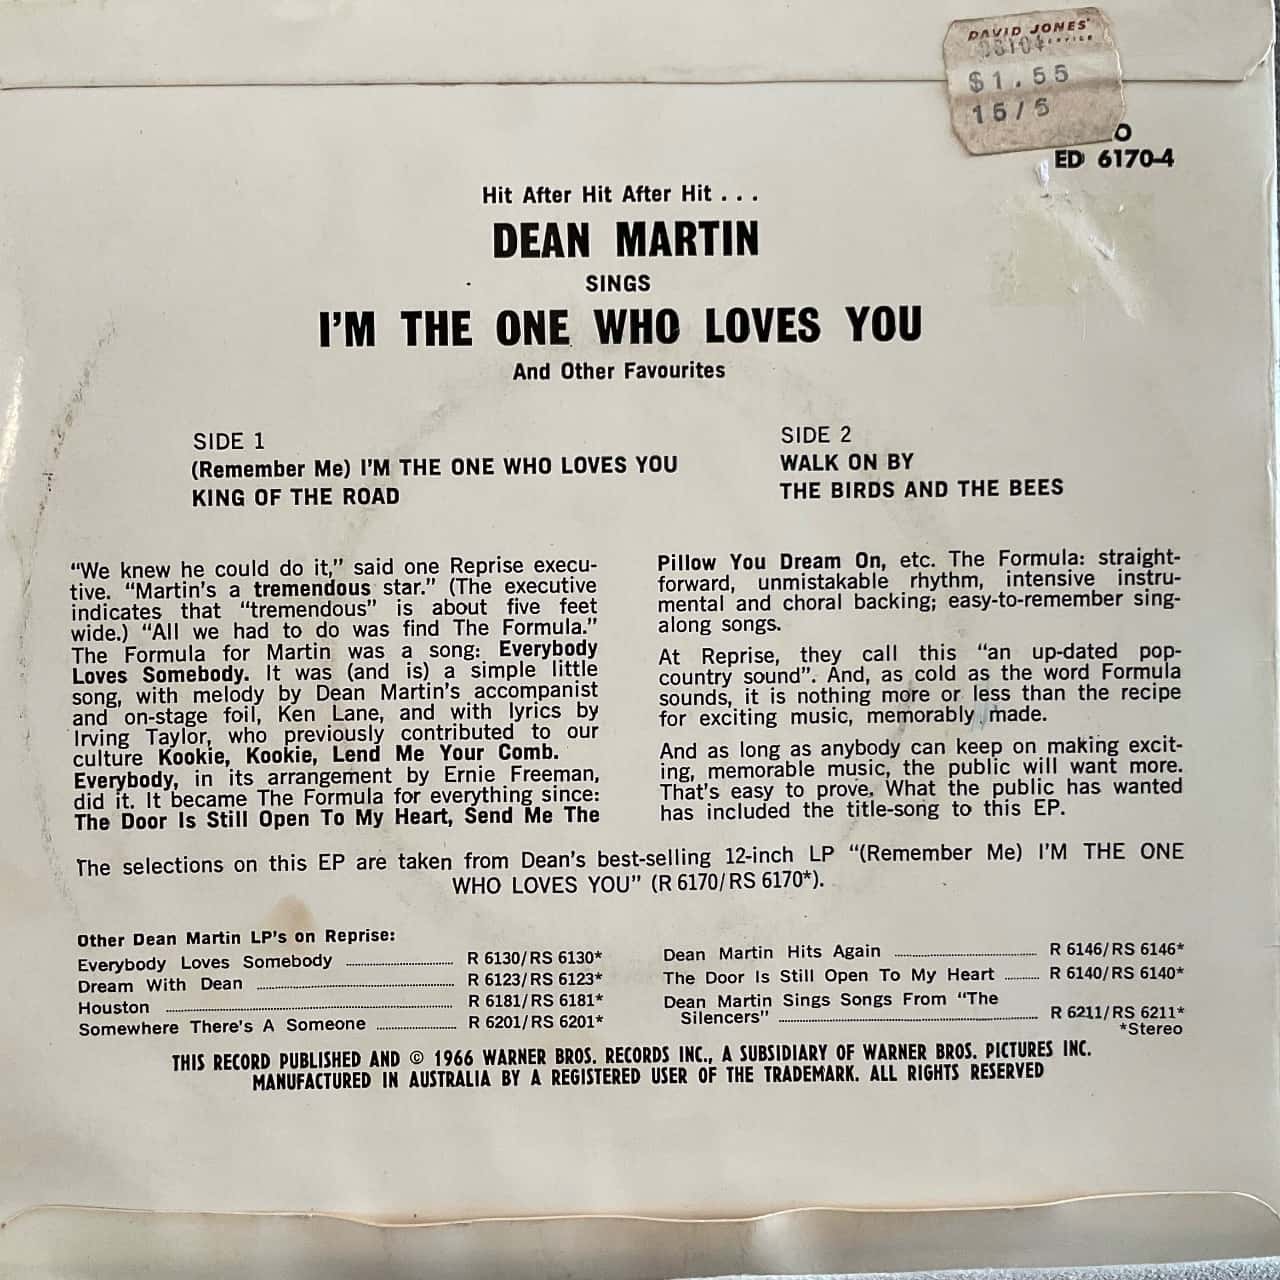 DAVID JONES'
$1.55
15/5
ED 6170-4
Hit After Hit After Hit . . .
DEAN MARTIN
SINGS
I'M THE ONE WHO LOVES YOU
And Other Favourites
SIDE 1
(Remember Me) I'M THE ONE WHO LOVES YOU
KING OF THE ROAD
SIDE 2
WALK ON BY
THE BIRDS AND THE BEES
“We knew he could do it,” said one Reprise execu-
tive. “Martin's a tremendous star.” (The executive
indicates that “tremendous” is about five feet
wide.) “All we had to do was find The Formula.”
The Formula for Martin was a song: Everybody
Loves Somebody. It was (and is) a simple little
song, with melody by Dean Martin's accompanist
and on-stage foil, Ken Lane, and with lyrics by
Irving Taylor, who previously contributed to our
culture Kookie, Kookie, Lend Me Your Comb.
Everybody, in its arrangement by Ernie Freeman,
did it. It became The Formula for everything since:
The Door Is Still Open To My Heart, Send Me The
Pillow You Dream On, etc. The Formula: straight-
forward, unmistakable rhythm, intensive instru-
mental and choral backing; easy-to-remember sing-
along songs.
At Reprise, they call this “an up-dated pop-
country sound”. And, as cold as the word Formula
sounds, it is nothing more or less than the recipe
for exciting music, memorably made.
And as long as anybody can keep on making excit-
ing, memorable music, the public will want more.
That's easy to prove. What the public has wanted
has included the title-song to this EP.
The selections on this EP are taken from Dean's best-selling 12-inch LP “(Remember Me) I'M THE ONE
WHO LOVES YOU” (R 6170/RS 6170*).
Other Dean Martin LP's on Reprise:
Everybody Loves Somebody R 6130/RS 6130*
Dream With Dean R 6123/RS 6123*
Houston R 6181/RS 6181*
Somewhere There's A Someone R 6201/RS 6201*
Dean Martin Hits Again R 6146/RS 6146*
The Door Is Still Open To My Heart R 6140/RS 6140*
Dean Martin Sings Songs From “The
Silencers” R 6211/RS 6211*
*Stereo
THIS RECORD PUBLISHED AND © 1966 WARNER BROS. RECORDS INC., A SUBSIDIARY OF WARNER BROS. PICTURES INC.
MANUFACTURED IN AUSTRALIA BY A REGISTERED USER OF THE TRADEMARK. ALL RIGHTS RESERVED